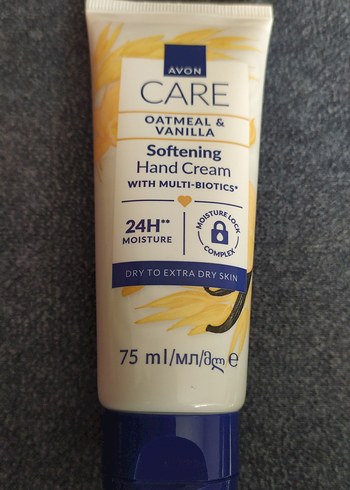 AVON
CARE
OATMEAL &
VANILLA
Softening
Hand Cream
WITH MULTI-BIOTICS*
24H**
MOISTURE
MOISTURE LOCK
COMPLEX
DRY TO EXTRA DRY SKIN
75 ml/мл/მლ ℮